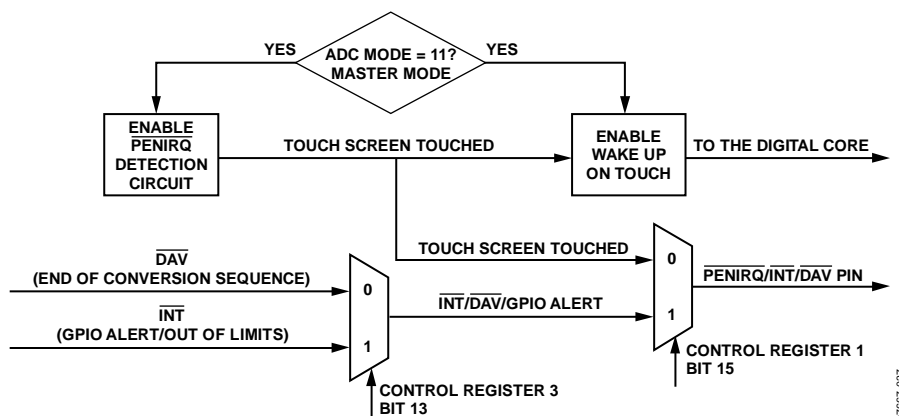 YES
ADC MODE = 11?
MASTER MODE
YES
ENABLE
PENIRQ
DETECTION
CIRCUIT
TOUCH SCREEN TOUCHED
ENABLE
WAKE UP
ON TOUCH
TO THE DIGITAL CORE
TOUCH SCREEN TOUCHED
DAV
(END OF CONVERSION SEQUENCE)
0
INT/DAV/GPIO ALERT
0
PENIRQ/INT/DAV PIN
INT
(GPIO ALERT/OUT OF LIMITS)
1
1
CONTROL REGISTER 1
BIT 15
CONTROL REGISTER 3
BIT 13